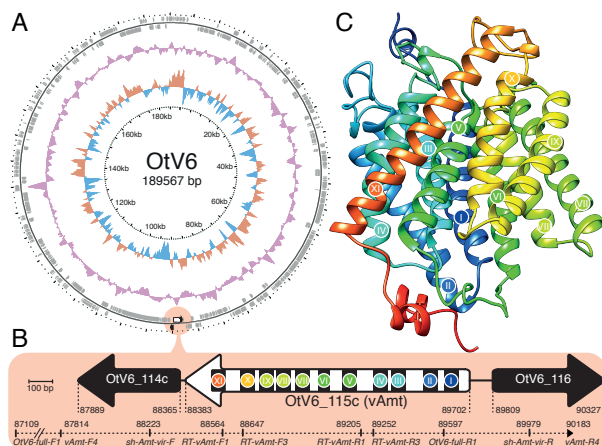 A
OtV6
189567 bp
180kb
20kb
40kb
60kb
80kb
100kb
120kb
140kb
160kb
C
X
V
III
IX
XI
VI
VII
I
IV
VIII
II
B
100 bp
OtV6_114c
XI X IX VIII VII VI V IV III II I
OtV6_115c (vAmt)
OtV6_116
87889 88365 88383 89702 89809 90327
87109 87814 88223 88564 88647 89205 89252 89597 89979 90183
OtV6-full-F1 vAmt-F4 sh-Amt-vir-F RT-vAmt-F1 RT-vAmt-F3 RT-vAmt-R1 RT-vAmt-R3 OtV6-full-R1 sh-Amt-vir-R vAmt-R4